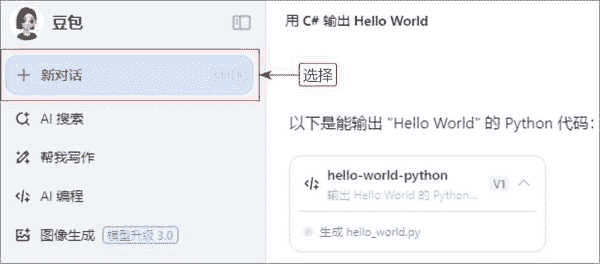 豆包
新对话
AI 搜索
帮我写作
AI 编程
图像生成 模型升级 3.0
选择
用 C# 输出 Hello World
以下是能输出 "Hello World" 的 Python 代码：
hello-world-python V1
输出 Hello World 的 Python...
生成 hello_world.py